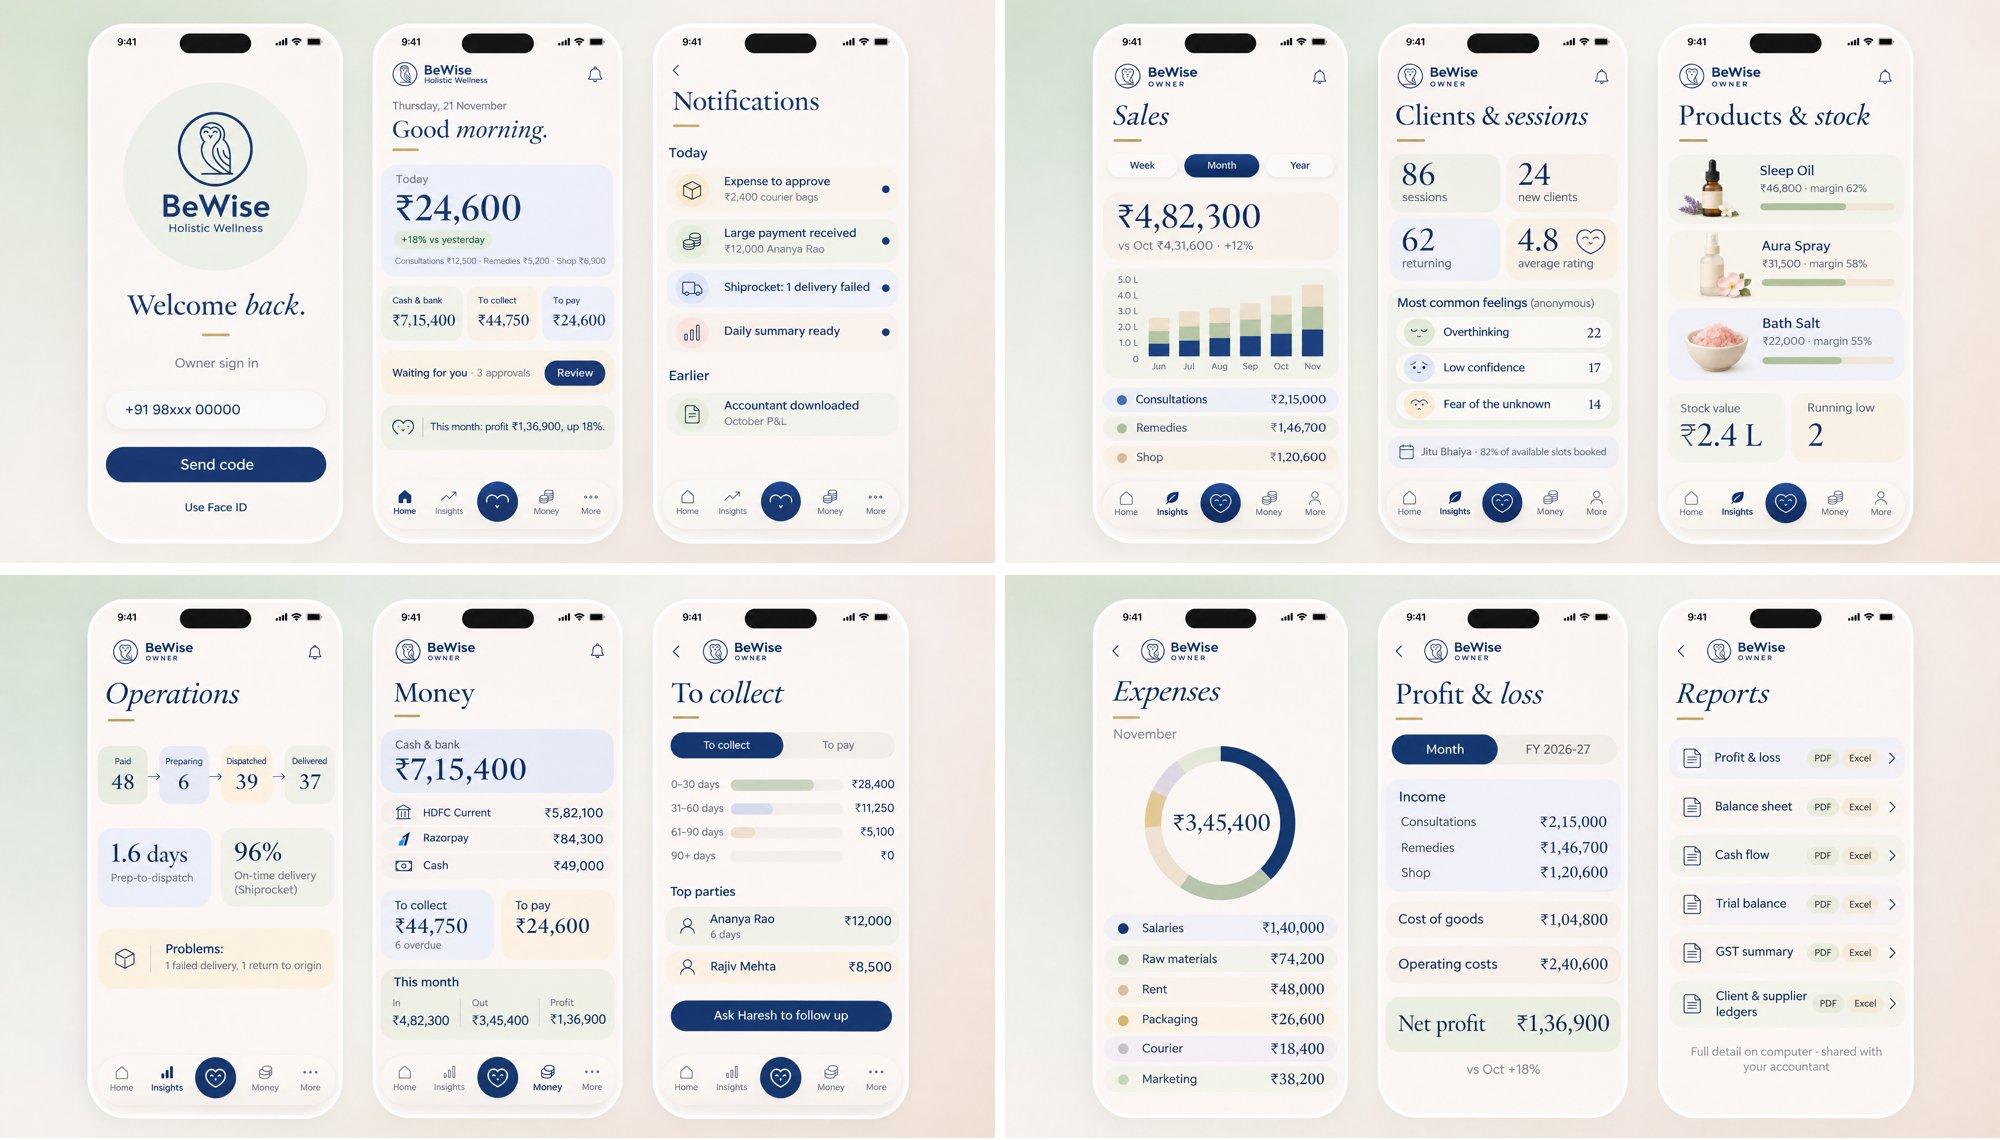 9:41
BeWise
Holistic Wellness
Welcome back.
Owner sign in
+91 98xxx 00000
Send code
Use Face ID
9:41
BeWise
Holistic Wellness
Thursday, 21 November
Good morning.
Today
₹24,600
+18% vs yesterday
Consultations ₹12,500 · Remedies ₹5,200 · Shop ₹6,900
Cash & bank
₹7,15,400
To collect
₹44,750
To pay
₹24,600
Waiting for you · 3 approvals
Review
This month: profit ₹1,36,900, up 18%.
Home
Insights
Money
More
9:41
Notifications
Today
Expense to approve
₹2,400 courier bags
Large payment received
₹12,000 Ananya Rao
Shiprocket: 1 delivery failed
Daily summary ready
Earlier
Accountant downloaded
October P&L
Home
Insights
Money
More
9:41
BeWise
OWNER
Sales
Week
Month
Year
₹4,82,300
vs Oct ₹4,31,600 · +12%
5.0 L
4.0 L
3.0 L
2.0 L
1.0 L
0
Jun
Jul
Aug
Sep
Oct
Nov
Consultations ₹2,15,000
Remedies ₹1,46,700
Shop ₹1,20,600
Home
Insights
Money
More
9:41
BeWise
OWNER
Clients & sessions
86
sessions
24
new clients
62
returning
4.8
average rating
Most common feelings (anonymous)
Overthinking 22
Low confidence 17
Fear of the unknown 14
Jitu Bhaiya · 82% of available slots booked
Home
Insights
Money
More
9:41
BeWise
OWNER
Products & stock
Sleep Oil
₹46,800 · margin 62%
Aura Spray
₹31,500 · margin 58%
Bath Salt
₹22,000 · margin 55%
Stock value
₹2.4 L
Running low
2
Home
Insights
Money
More
9:41
BeWise
OWNER
Operations
Paid
48
Preparing
6
Dispatched
39
Delivered
37
1.6 days
Prep-to-dispatch
96%
On-time delivery
(Shiprocket)
Problems:
1 failed delivery, 1 return to origin
Home
Insights
Money
More
9:41
BeWise
OWNER
Money
Cash & bank
₹7,15,400
HDFC Current ₹5,82,100
Razorpay ₹84,300
Cash ₹49,000
To collect
₹44,750
6 overdue
To pay
₹24,600
This month
In
₹4,82,300
Out
₹3,45,400
Profit
₹1,36,900
Home
Insights
Money
More
9:41
BeWise
OWNER
To collect
To collect
To pay
0–30 days ₹28,400
31–60 days ₹11,250
61–90 days ₹5,100
90+ days ₹0
Top parties
Ananya Rao ₹12,000
6 days
Rajiv Mehta ₹8,500
Ask Haresh to follow up
Home
Insights
Money
More
9:41
BeWise
OWNER
Expenses
November
₹3,45,400
Salaries ₹1,40,000
Raw materials ₹74,200
Rent ₹48,000
Packaging ₹26,600
Courier ₹18,400
Marketing ₹38,200
9:41
BeWise
OWNER
Profit & loss
Month
FY 2026-27
Income
Consultations ₹2,15,000
Remedies ₹1,46,700
Shop ₹1,20,600
Cost of goods ₹1,04,800
Operating costs ₹2,40,600
Net profit ₹1,36,900
vs Oct +18%
9:41
BeWise
OWNER
Reports
Profit & loss PDF Excel
Balance sheet PDF Excel
Cash flow PDF Excel
Trial balance PDF Excel
GST summary PDF Excel
Client & supplier
ledgers
PDF Excel
Full detail on computer · shared with
your accountant